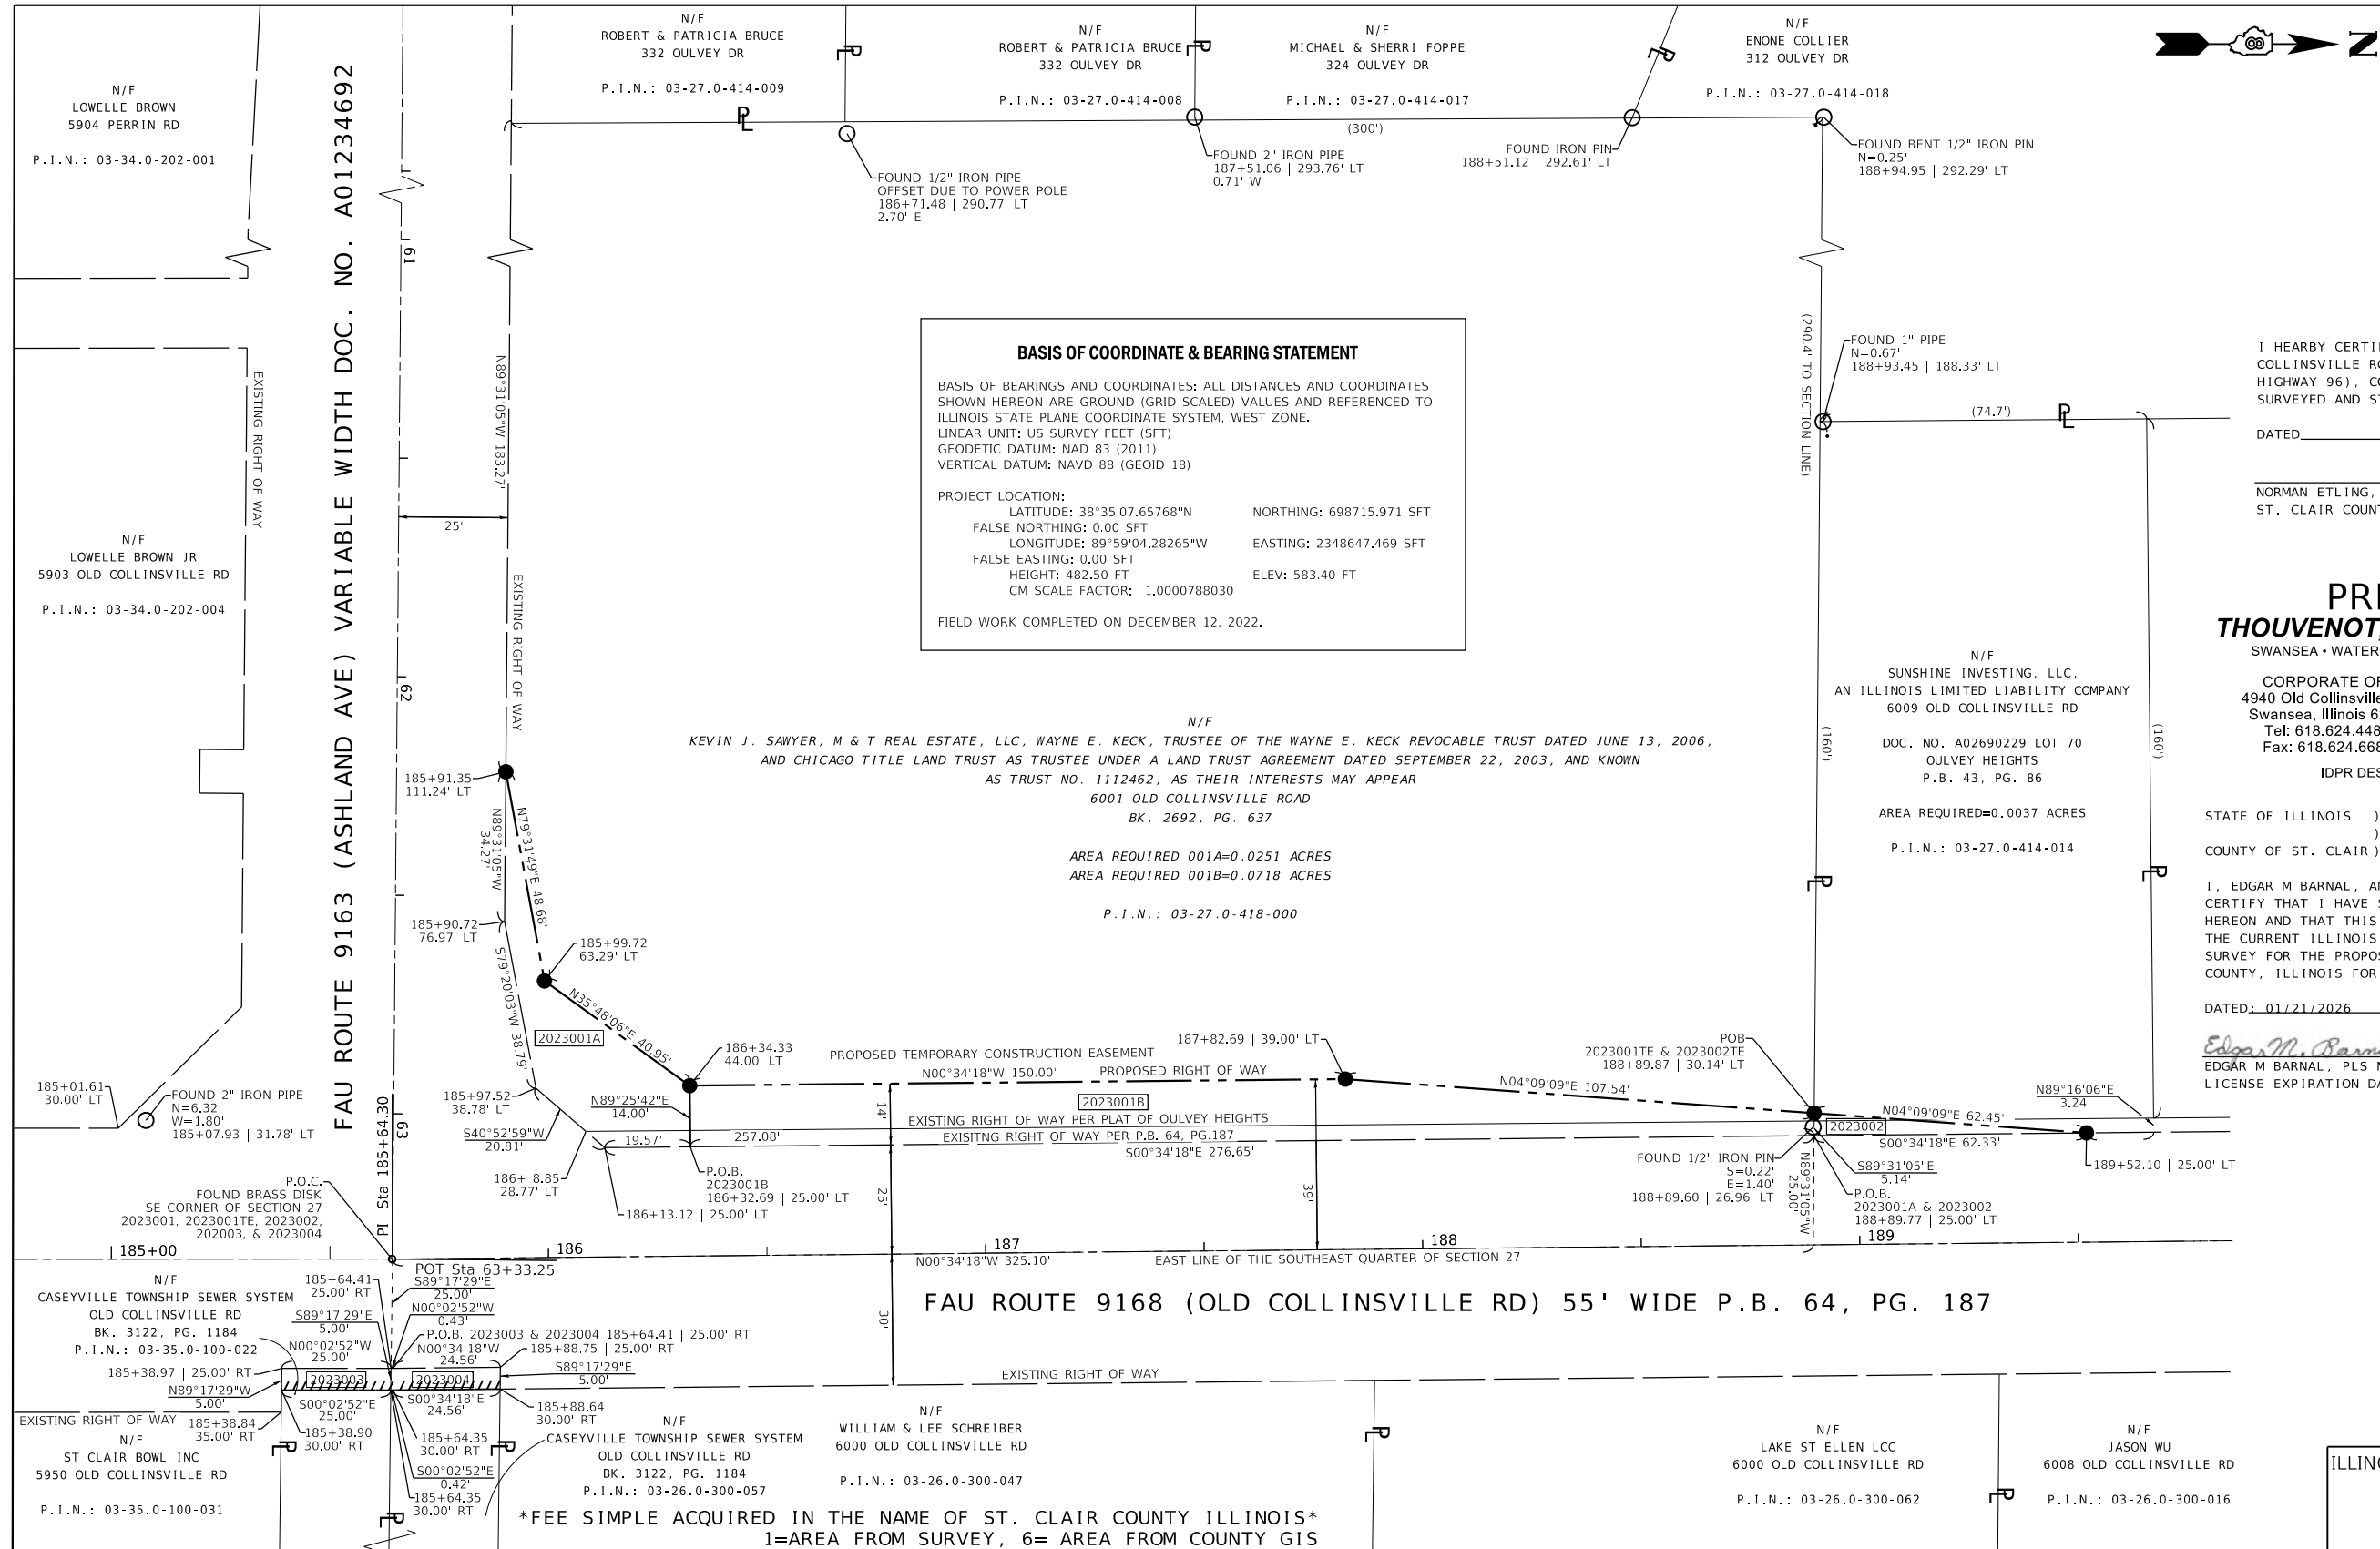 N/F
LOWELLE BROWN
5904 PERRIN RD
P.I.N.: 03-34.0-202-001
N/F
ROBERT & PATRICIA BRUCE
332 OULVEY DR
P.I.N.: 03-27.0-414-009
N/F
ROBERT & PATRICIA BRUCE
332 OULVEY DR
P.I.N.: 03-27.0-414-008
N/F
MICHAEL & SHERRI FOPPE
324 OULVEY DR
P.I.N.: 03-27.0-414-017
N/F
ENONE COLLIER
312 OULVEY DR
P.I.N.: 03-27.0-414-018
N
(300')
FOUND 1/2" IRON PIPE
OFFSET DUE TO POWER POLE
186+71.48 | 290.77' LT
2.70' E
FOUND 2" IRON PIPE
187+51.06 | 293.76' LT
0.71' W
FOUND IRON PIN
188+51.12 | 292.61' LT
FOUND BENT 1/2" IRON PIN
N=0.25'
188+94.95 | 292.29' LT
FAU ROUTE 9163 (ASHLAND AVE) VARIABLE WIDTH DOC. NO. A01234692
61
62
63
EXISTING RIGHT OF WAY
N89°31'05"W 183.27'
25'
EXISTING RIGHT OF WAY
BASIS OF COORDINATE & BEARING STATEMENT
BASIS OF BEARINGS AND COORDINATES: ALL DISTANCES AND COORDINATES
SHOWN HEREON ARE GROUND (GRID SCALED) VALUES AND REFERENCED TO
ILLINOIS STATE PLANE COORDINATE SYSTEM, WEST ZONE.
LINEAR UNIT: US SURVEY FEET (SFT)
GEODETIC DATUM: NAD 83 (2011)
VERTICAL DATUM: NAVD 88 (GEOID 18)
PROJECT LOCATION:
LATITUDE: 38°35'07.65768"N NORTHING: 698715.971 SFT
FALSE NORTHING: 0.00 SFT
LONGITUDE: 89°59'04.28265"W EASTING: 2348647.469 SFT
FALSE EASTING: 0.00 SFT
HEIGHT: 482.50 FT ELEV: 583.40 FT
CM SCALE FACTOR: 1.0000788030
FIELD WORK COMPLETED ON DECEMBER 12, 2022.
(290.4' TO SECTION LINE)
FOUND 1" PIPE
N=0.67'
188+93.45 | 188.33' LT
(74.7')
I HEARBY CERTI
COLLINSVILLE R
HIGHWAY 96), C
SURVEYED AND S
DATED
NORMAN ETLING,
ST. CLAIR COUN
N/F
LOWELLE BROWN JR
5903 OLD COLLINSVILLE RD
P.I.N.: 03-34.0-202-004
PR
THOUVENOT,
SWANSEA • WATER
CORPORATE OF
4940 Old Collinsville
Swansea, Illinois 6
Tel: 618.624.448
Fax: 618.624.668
IDPR DES
N/F
KEVIN J. SAWYER, M & T REAL ESTATE, LLC, WAYNE E. KECK, TRUSTEE OF THE WAYNE E. KECK REVOCABLE TRUST DATED JUNE 13, 2006,
AND CHICAGO TITLE LAND TRUST AS TRUSTEE UNDER A LAND TRUST AGREEMENT DATED SEPTEMBER 22, 2003, AND KNOWN
AS TRUST NO. 1112462, AS THEIR INTERESTS MAY APPEAR
6001 OLD COLLINSVILLE ROAD
BK. 2692, PG. 637
AREA REQUIRED 001A=0.0251 ACRES
AREA REQUIRED 001B=0.0718 ACRES
P.I.N.: 03-27.0-418-000
N/F
SUNSHINE INVESTING, LLC,
AN ILLINOIS LIMITED LIABILITY COMPANY
6009 OLD COLLINSVILLE RD
DOC. NO. A02690229 LOT 70
OULVEY HEIGHTS
P.B. 43, PG. 86
AREA REQUIRED=0.0037 ACRES
P.I.N.: 03-27.0-414-014
(160')
(160')
STATE OF ILLINOIS )
)
COUNTY OF ST. CLAIR )
I, EDGAR M BARNAL, A
CERTIFY THAT I HAVE
HEREON AND THAT THIS
THE CURRENT ILLINOIS
SURVEY FOR THE PROPO
COUNTY, ILLINOIS FOR
DATED: 01/21/2026
Edgar M. Barn
EDGAR M BARNAL, PLS
LICENSE EXPIRATION DA
185+91.35
111.24' LT
N89°31'05"W
34.27'
N79°31'49"E 48.68'
185+90.72
76.97' LT
185+99.72
63.29' LT
S79°20'03"W 38.79'
N35°48'06"E 40.95'
2023001A
186+34.33
44.00' LT
185+97.52
38.78' LT
N89°25'42"E
14.00'
S40°52'59"W
20.81'
19.57'
257.08'
186+ 8.85
28.77' LT
P.O.B.
2023001B
186+32.69 | 25.00' LT
186+13.12 | 25.00' LT
PROPOSED TEMPORARY CONSTRUCTION EASEMENT
N00°34'18"W 150.00' PROPOSED RIGHT OF WAY
187+82.69 | 39.00' LT
2023001B
14'
EXISTING RIGHT OF WAY PER PLAT OF OULVEY HEIGHTS
EXISITNG RIGHT OF WAY PER P.B. 64, PG.187
S00°34'18"E 276.65'
25'
39'
30'
POB
2023001TE & 2023002TE
188+89.87 | 30.14' LT
N04°09'09"E 107.54'
N04°09'09"E 62.45'
N89°16'06"E
3.24'
2023002
S00°34'18"E 62.33'
FOUND 1/2" IRON PIN
S=0.22'
E=1.40'
188+89.60 | 26.96' LT
N89°31'05"W
25.00'
S89°31'05"E
5.14'
P.O.B.
2023001A & 2023002
188+89.77 | 25.00' LT
189+52.10 | 25.00' LT
185+01.61
30.00' LT
FOUND 2" IRON PIPE
N=6.32'
W=1.80'
185+07.93 | 31.78' LT
P.O.C.
FOUND BRASS DISK
SE CORNER OF SECTION 27
2023001, 2023001TE, 2023002,
202003, & 2023004
PI Sta 185+64.30
185+00
186
187
188
189
POT Sta 63+33.25
N00°34'18"W 325.10'
EAST LINE OF THE SOUTHEAST QUARTER OF SECTION 27
FAU ROUTE 9168 (OLD COLLINSVILLE RD) 55' WIDE P.B. 64, PG. 187
N/F
CASEYVILLE TOWNSHIP SEWER SYSTEM
OLD COLLINSVILLE RD
BK. 3122, PG. 1184
P.I.N.: 03-35.0-100-022
185+64.41
25.00' RT
S89°17'29"E
5.00'
N00°02'52"W
25.00'
S89°17'29"E
25.00'
N00°02'52"W
0.43'
P.O.B. 2023003 & 2023004 185+64.41 | 25.00' RT
N00°34'18"W
24.56'
185+88.75 | 25.00' RT
S89°17'29"E
5.00'
185+38.97 | 25.00' RT
N89°17'29"W
5.00'
2023003
2023004
S00°02'52"E
25.00'
S00°34'18"E
24.56'
EXISTING RIGHT OF WAY
185+38.84
35.00' RT
185+38.90
30.00' RT
185+64.35
30.00' RT
185+88.64
30.00' RT
S00°02'52"E
0.42'
185+64.35
30.00' RT
EXISTING RIGHT OF WAY
N/F
ST CLAIR BOWL INC
5950 OLD COLLINSVILLE RD
P.I.N.: 03-35.0-100-031
N/F
CASEYVILLE TOWNSHIP SEWER SYSTEM
OLD COLLINSVILLE RD
BK. 3122, PG. 1184
P.I.N.: 03-26.0-300-057
N/F
WILLIAM & LEE SCHREIBER
6000 OLD COLLINSVILLE RD
P.I.N.: 03-26.0-300-047
N/F
LAKE ST ELLEN LCC
6000 OLD COLLINSVILLE RD
P.I.N.: 03-26.0-300-062
N/F
JASON WU
6008 OLD COLLINSVILLE RD
P.I.N.: 03-26.0-300-016
ILLIN
*FEE SIMPLE ACQUIRED IN THE NAME OF ST. CLAIR COUNTY ILLINOIS*
1=AREA FROM SURVEY, 6= AREA FROM COUNTY GIS